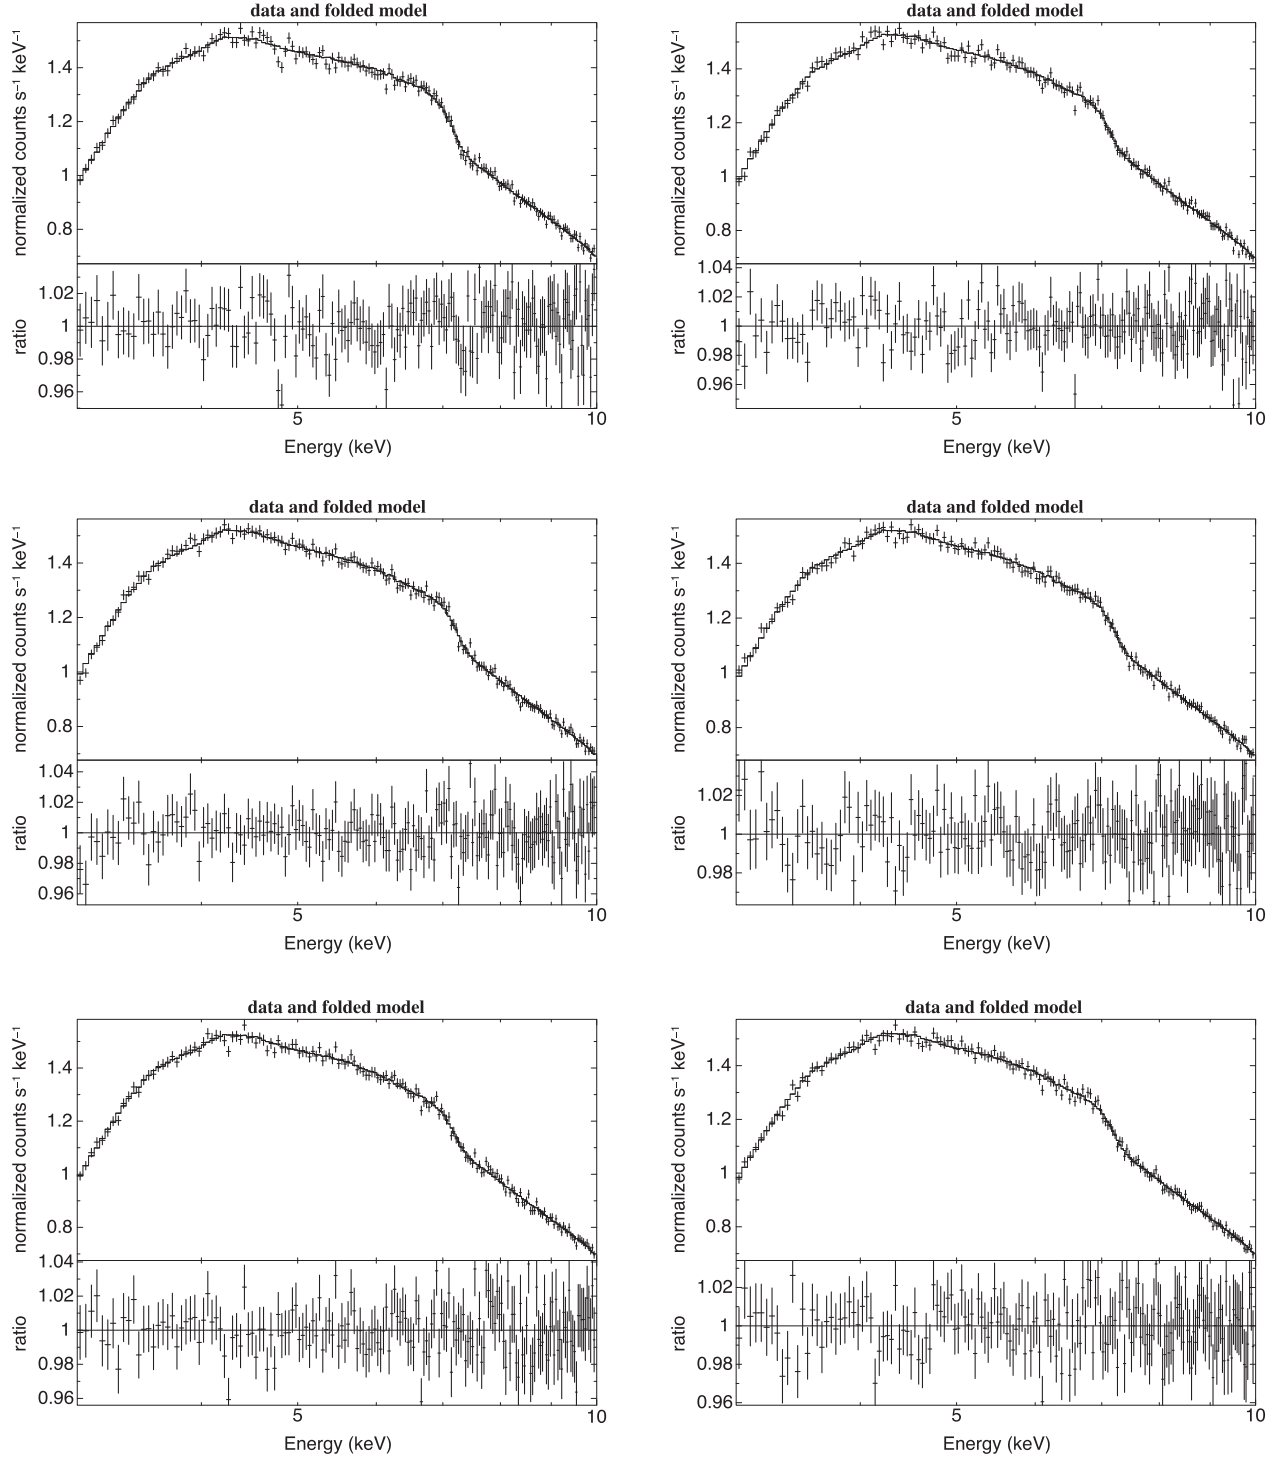 data and folded model
normalized counts s⁻¹ keV⁻¹
1.4
1.2
1
0.8
ratio
1.02
1
0.98
0.96
5
10
Energy (keV)
data and folded model
normalized counts s⁻¹ keV⁻¹
1.4
1.2
1
0.8
ratio
1.04
1.02
1
0.98
0.96
5
10
Energy (keV)
data and folded model
normalized counts s⁻¹ keV⁻¹
1.4
1.2
1
0.8
ratio
1.04
1.02
1
0.98
0.96
5
10
Energy (keV)
data and folded model
normalized counts s⁻¹ keV⁻¹
1.4
1.2
1
0.8
ratio
1.02
1
0.98
5
10
Energy (keV)
data and folded model
normalized counts s⁻¹ keV⁻¹
1.4
1.2
1
0.8
ratio
1.04
1.02
1
0.98
0.96
5
10
Energy (keV)
data and folded model
normalized counts s⁻¹ keV⁻¹
1.4
1.2
1
0.8
ratio
1.02
1
0.98
0.96
5
10
Energy (keV)